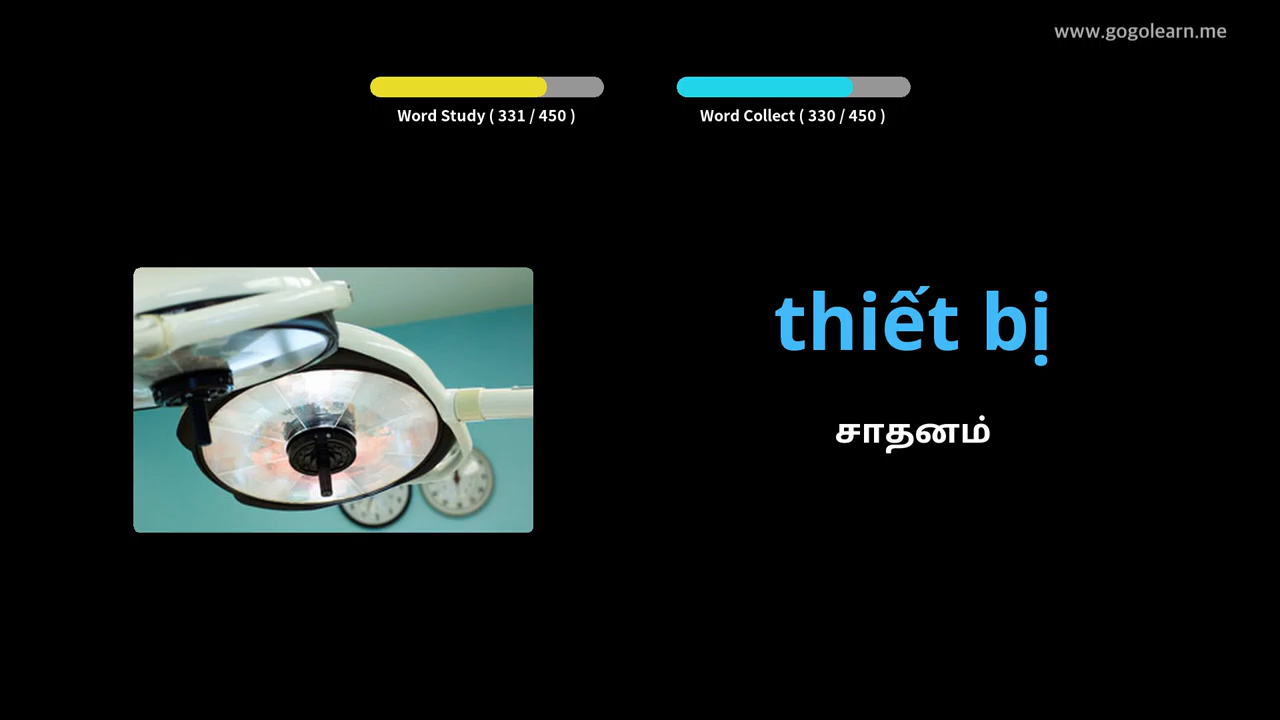 www.gogolearn.me
Word Study ( 331 / 450 )
Word Collect ( 330 / 450 )
thiết bị
சாதனம்